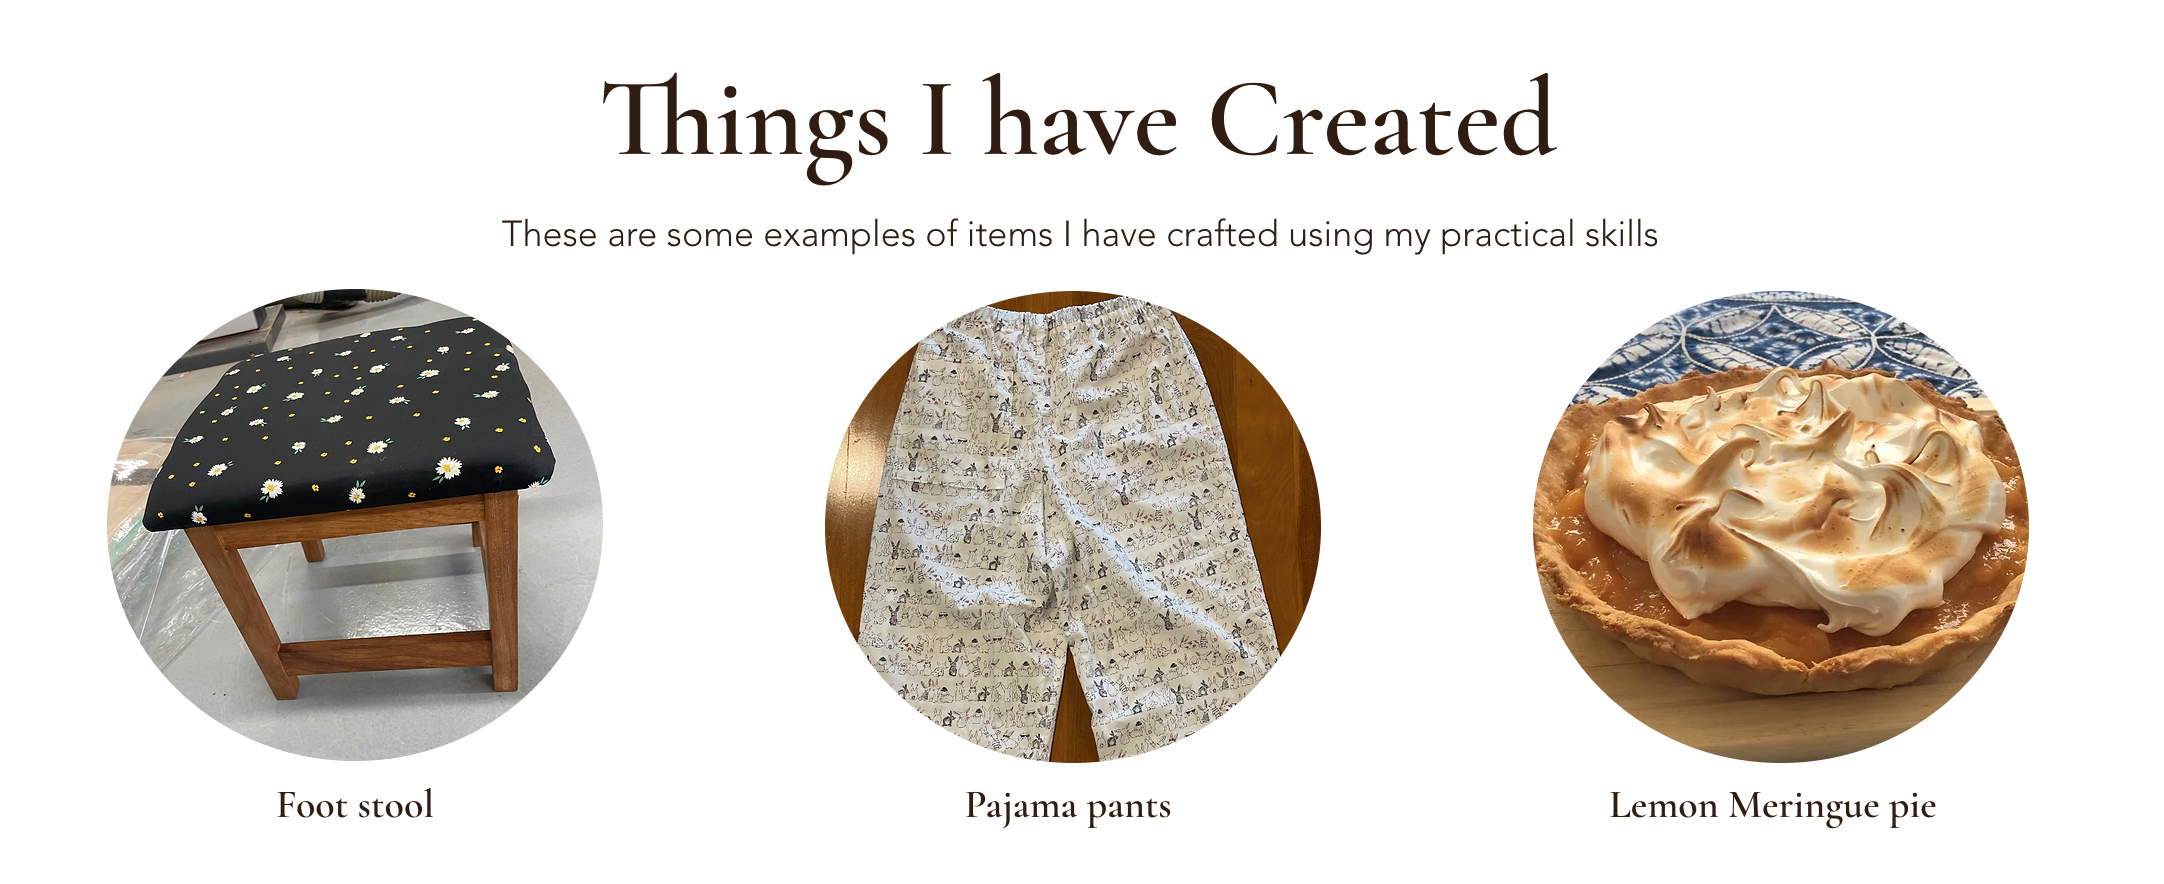 Things I have Created
These are some examples of items I have crafted using my practical skills
Foot stool
Pajama pants
Lemon Meringue pie